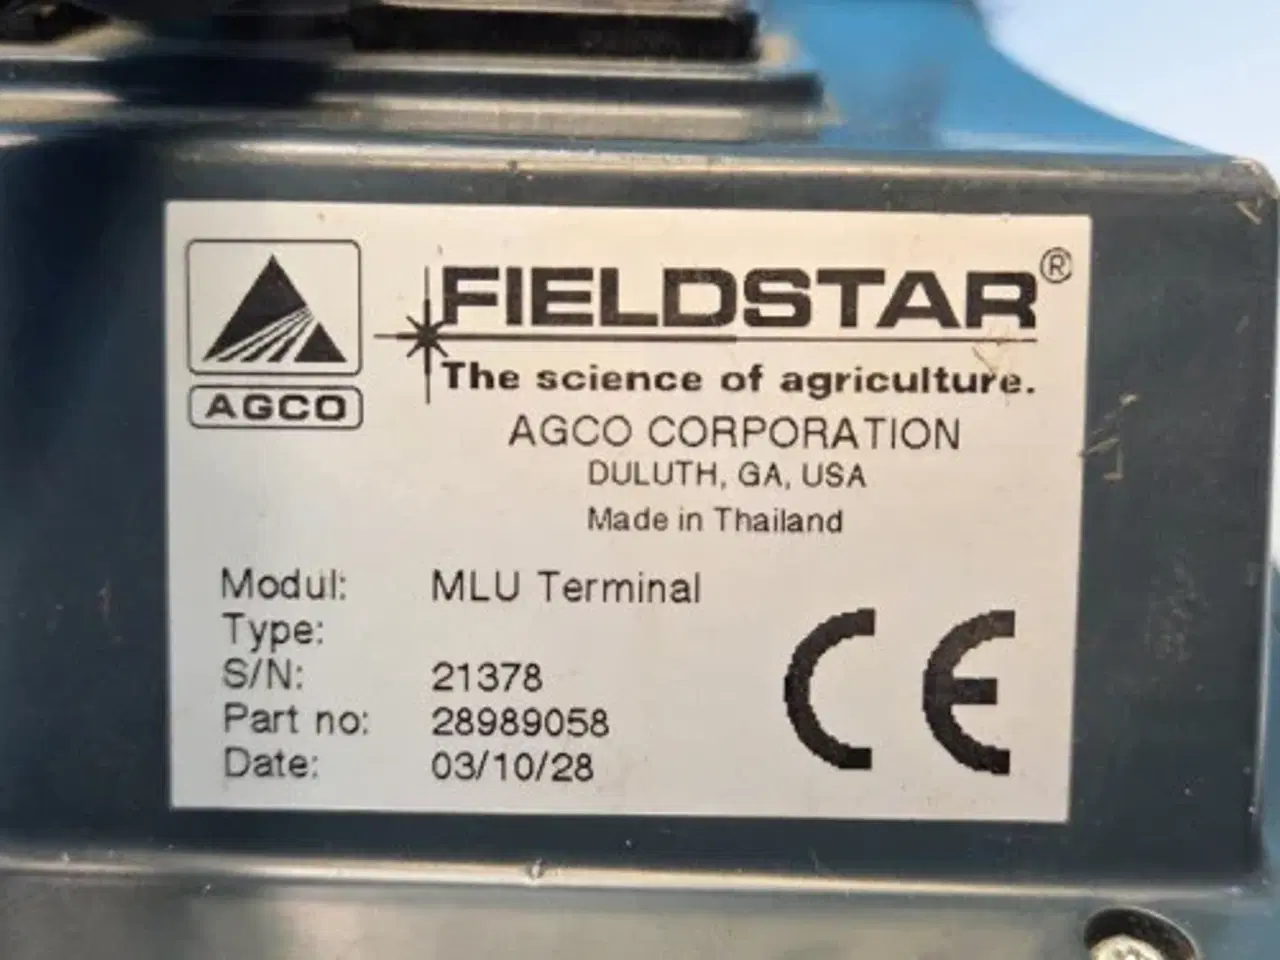 AGCO
FIELDSTAR®
The science of agriculture.
AGCO CORPORATION
DULUTH, GA, USA
Made in Thailand
Modul: MLU Terminal
Type:
S/N: 21378
Part no: 28989058
Date: 03/10/28
CE